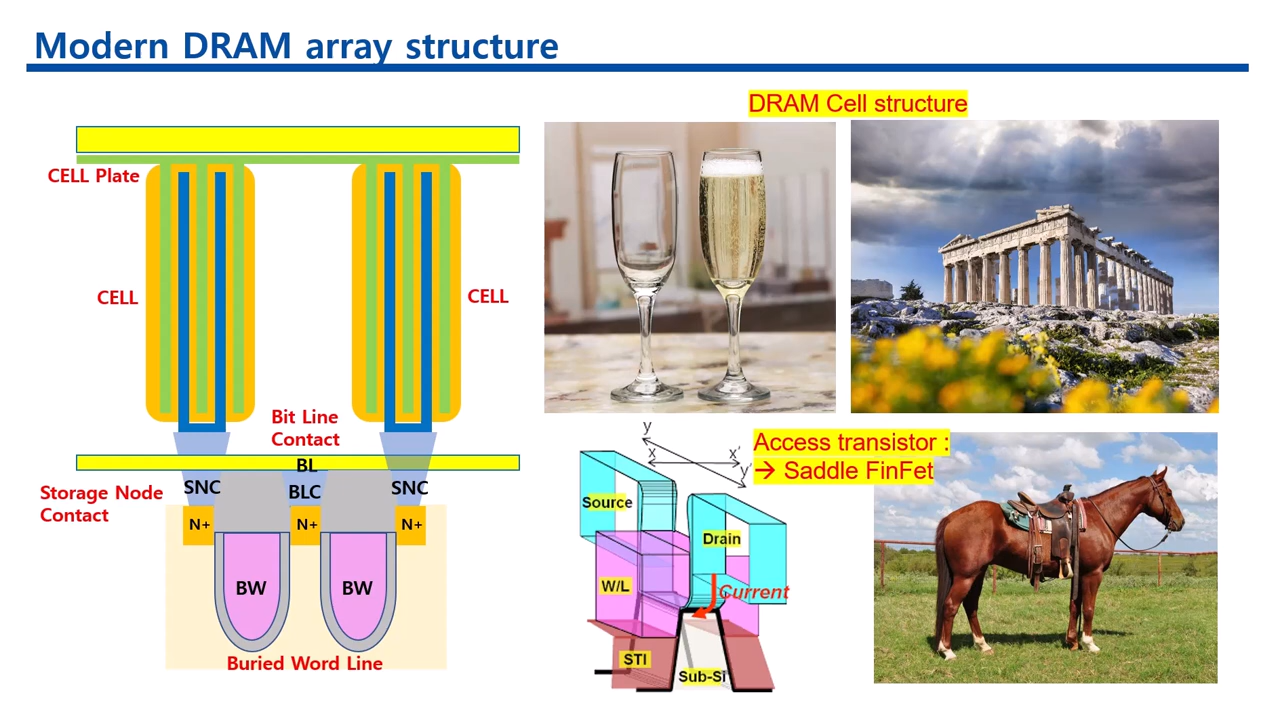 Modern DRAM array structure
DRAM Cell structure
CELL Plate
CELL
CELL
Bit Line
Contact
BL
Storage Node
Contact
SNC
BLC
SNC
N+
N+
N+
BW
BW
Buried Word Line
Access transistor :
→ Saddle FinFet
y
x
x'
y'
Source
Drain
W/L
Current
STI
Sub-Si